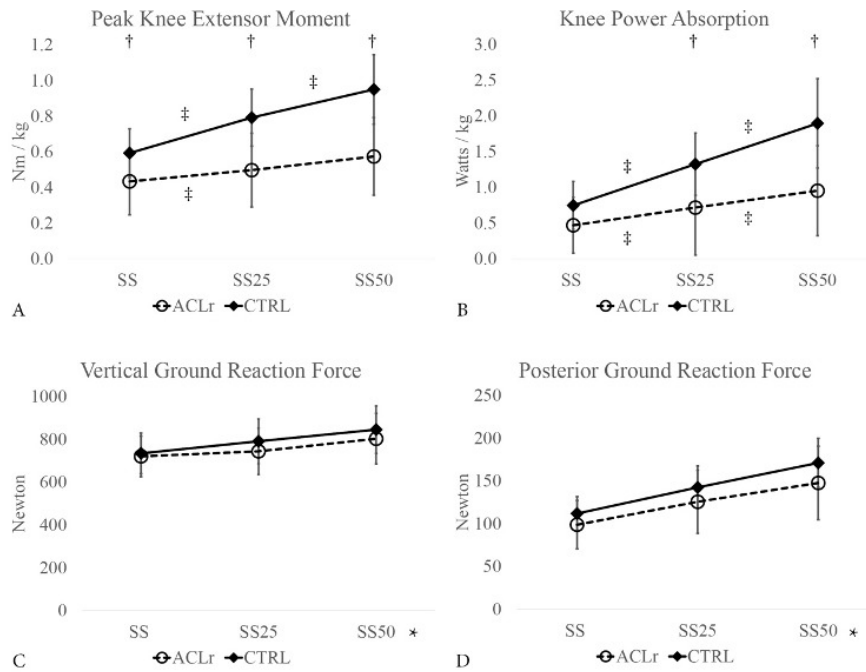 Peak Knee Extensor Moment
1.2
† † †
1.0
‡
0.8
‡
Nm / kg
0.6
0.4
‡
0.2
0.0
SS SS25 SS50
A
ACLr CTRL
Knee Power Absorption
3.0
† †
2.5
2.0
‡
Watts / kg
1.5
‡
1.0
‡
0.5
‡
0.0
SS SS25 SS50
B
ACLr CTRL
Vertical Ground Reaction Force
1000
800
600
Newton
400
200
0
SS SS25 SS50 *
C
ACLr CTRL
Posterior Ground Reaction Force
250
200
150
Newton
100
50
0
SS SS25 SS50 *
D
ACLr CTRL